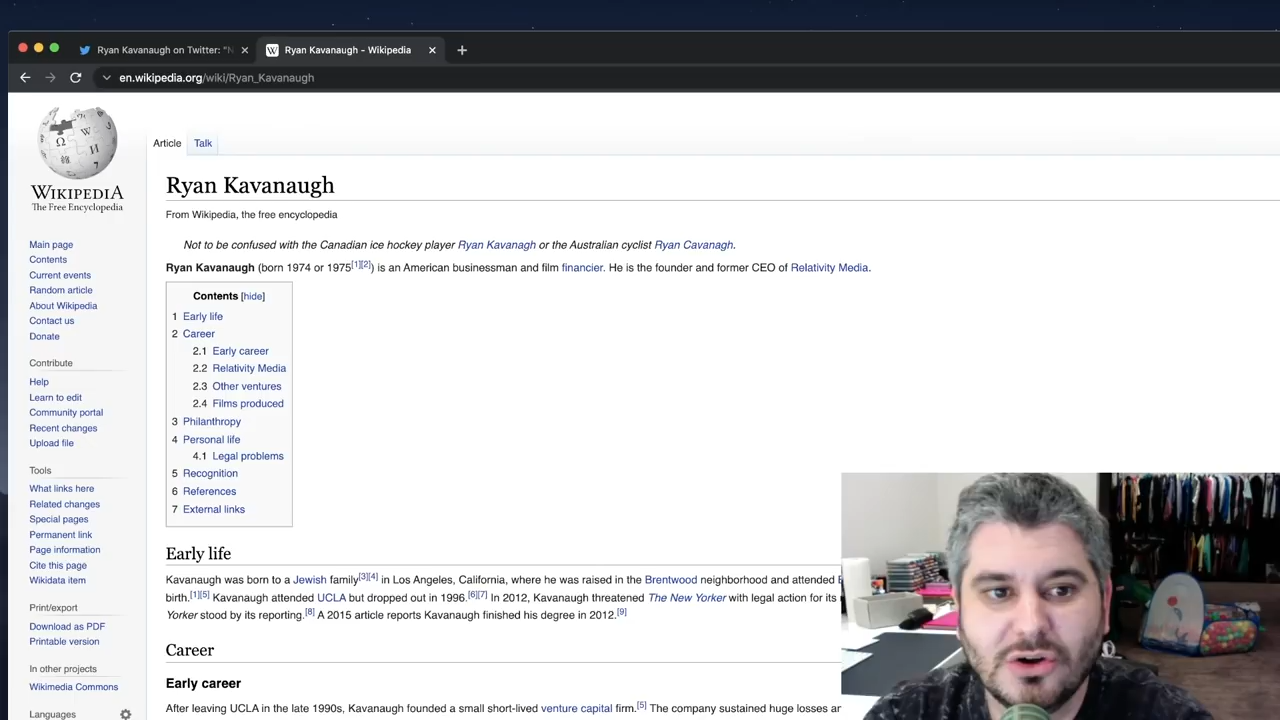 Ryan Kavanaugh on Twitter: "N
Ryan Kavanaugh - Wikipedia
en.wikipedia.org/wiki/Ryan_Kavanaugh
WIKIPEDIA
The Free Encyclopedia
Main page
Contents
Current events
Random article
About Wikipedia
Contact us
Donate
Contribute
Help
Learn to edit
Community portal
Recent changes
Upload file
Tools
What links here
Related changes
Special pages
Permanent link
Page information
Cite this page
Wikidata item
Print/export
Download as PDF
Printable version
In other projects
Wikimedia Commons
Languages
Article Talk
Ryan Kavanaugh
From Wikipedia, the free encyclopedia
Not to be confused with the Canadian ice hockey player Ryan Kavanagh or the Australian cyclist Ryan Cavanagh.
Ryan Kavanaugh (born 1974 or 1975[1][2]) is an American businessman and film financier. He is the founder and former CEO of Relativity Media.
Contents [hide]
1 Early life
2 Career
2.1 Early career
2.2 Relativity Media
2.3 Other ventures
2.4 Films produced
3 Philanthropy
4 Personal life
4.1 Legal problems
5 Recognition
6 References
7 External links
Early life
Kavanaugh was born to a Jewish family[3][4] in Los Angeles, California, where he was raised in the Brentwood neighborhood and attended
birth.[1][5] Kavanaugh attended UCLA but dropped out in 1996.[6][7] In 2012, Kavanaugh threatened The New Yorker with legal action for its
Yorker stood by its reporting.[8] A 2015 article reports Kavanaugh finished his degree in 2012.[9]
Career
Early career
After leaving UCLA in the late 1990s, Kavanaugh founded a small short-lived venture capital firm.[5] The company sustained huge losses